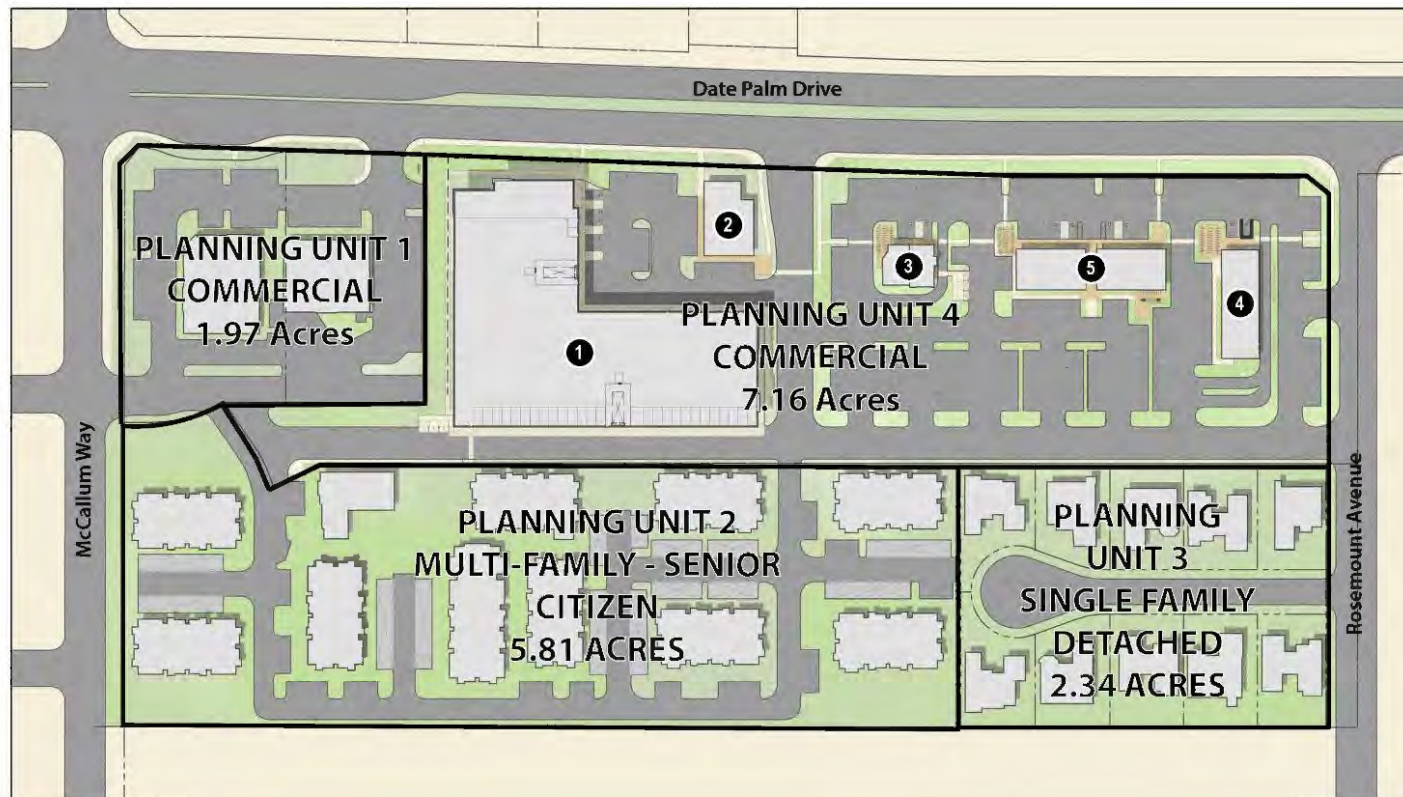 Date Palm Drive
PLANNING UNIT 1
COMMERCIAL
1.97 Acres
2
3
5
4
1
PLANNING UNIT 4
COMMERCIAL
7.16 Acres
McCallum Way
Rosemount Avenue
PLANNING UNIT 2
MULTI-FAMILY - SENIOR
CITIZEN
5.81 ACRES
PLANNING
UNIT 3
SINGLE FAMILY
DETACHED
2.34 ACRES